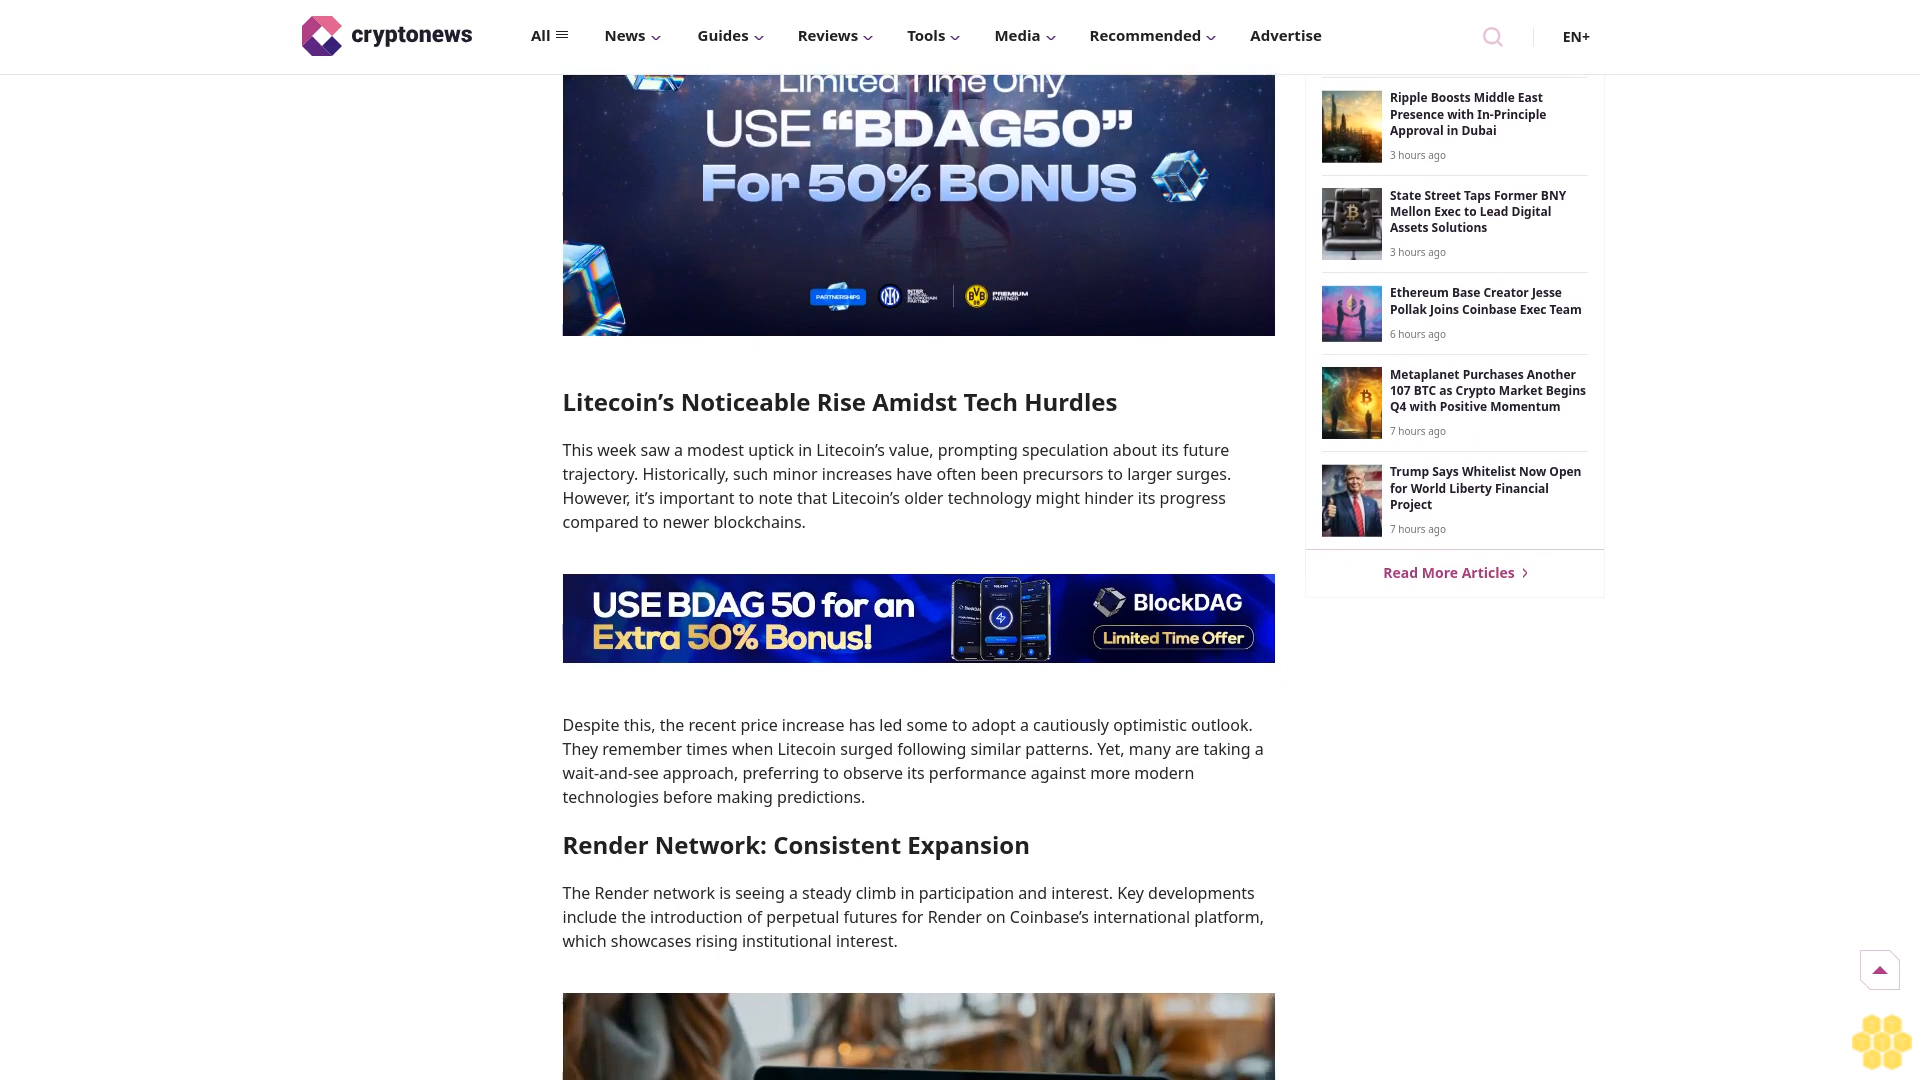 cryptonews
All
News
Guides
Reviews
Tools
Media
Recommended
Advertise
EN+
Limited Time Only
USE “BDAG50”
For 50% BONUS
PARTNERSHIPS
INTER
OFFICIAL
BLOCKCHAIN
PARTNER
BVB
09
PREMIUM
PARTNER
Litecoin’s Noticeable Rise Amidst Tech Hurdles
This week saw a modest uptick in Litecoin’s value, prompting speculation about its future
trajectory. Historically, such minor increases have often been precursors to larger surges.
However, it’s important to note that Litecoin’s older technology might hinder its progress
compared to newer blockchains.
USE BDAG 50 for an
Extra 50% Bonus!
BlockDAG
Limited Time Offer
Despite this, the recent price increase has led some to adopt a cautiously optimistic outlook.
They remember times when Litecoin surged following similar patterns. Yet, many are taking a
wait-and-see approach, preferring to observe its performance against more modern
technologies before making predictions.
Render Network: Consistent Expansion
The Render network is seeing a steady climb in participation and interest. Key developments
include the introduction of perpetual futures for Render on Coinbase’s international platform,
which showcases rising institutional interest.
Ripple Boosts Middle East
Presence with In-Principle
Approval in Dubai
3 hours ago
State Street Taps Former BNY
Mellon Exec to Lead Digital
Assets Solutions
3 hours ago
Ethereum Base Creator Jesse
Pollak Joins Coinbase Exec Team
6 hours ago
Metaplanet Purchases Another
107 BTC as Crypto Market Begins
Q4 with Positive Momentum
7 hours ago
Trump Says Whitelist Now Open
for World Liberty Financial
Project
7 hours ago
Read More Articles